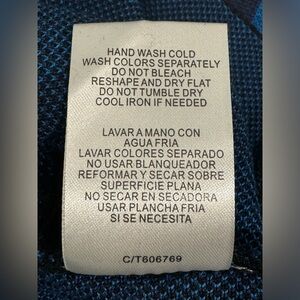 HAND WASH COLD
WASH COLORS SEPARATELY
DO NOT BLEACH
RESHAPE AND DRY FLAT
DO NOT TUMBLE DRY
COOL IRON IF NEEDED
LAVAR A MANO CON
AGUA FRIA
LAVAR COLORES SEPARADO
NO USAR BLANQUEADOR
REFORMAR Y SECAR SOBRE
SUPERFICIE PLANA
NO SECAR EN SECADORA
USAR PLANCHA FRIA
SI SE NECESITA
C/T606769